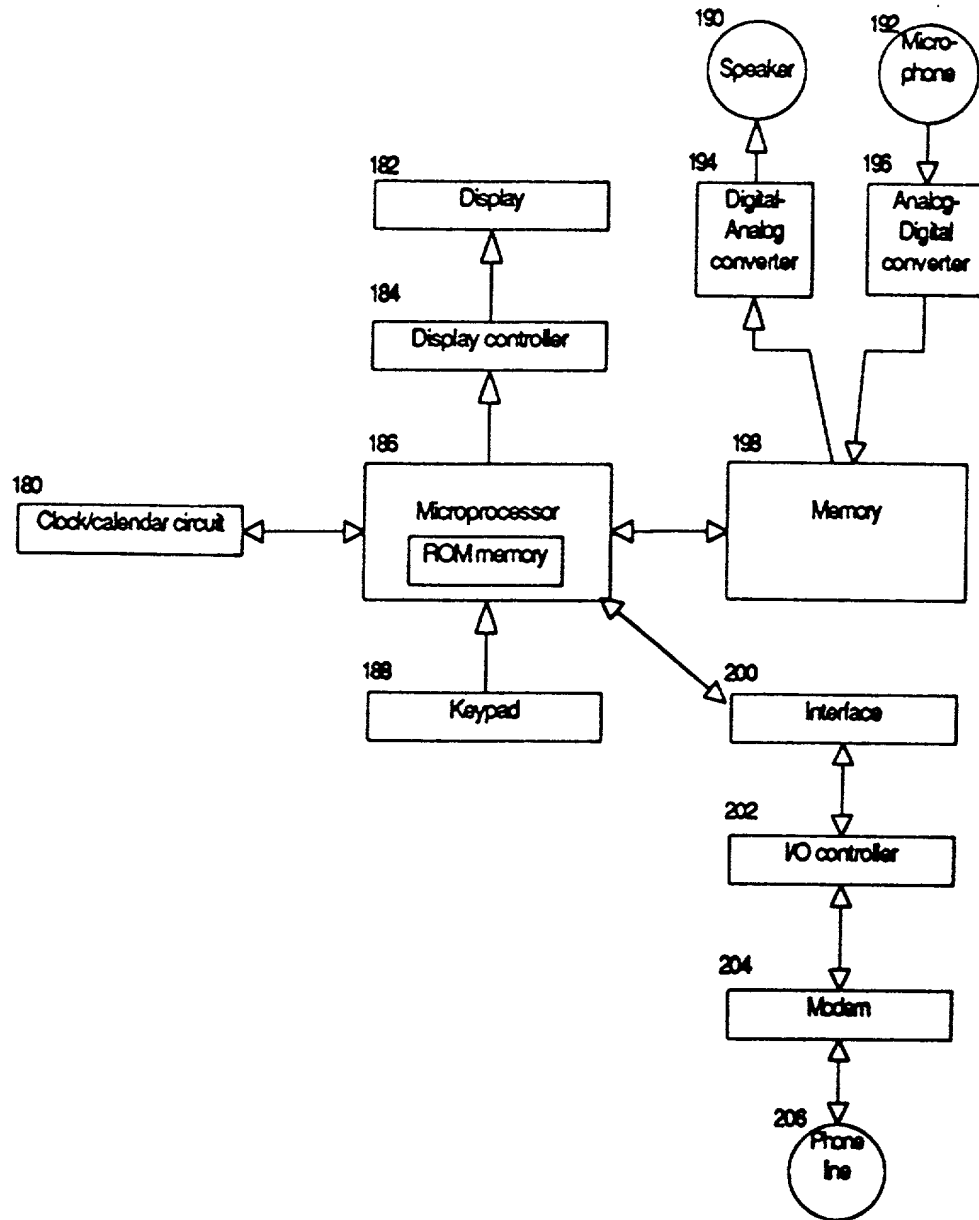 190
Speaker
192
Micro-
phone
182
Display
194
Digital-
Analog
converter
196
Analog-
Digital
converter
184
Display controller
180
Clock/calendar circuit
186
Microprocessor
ROM memory
198
Memory
188
Keypad
200
Interface
202
I/O controller
204
Modem
206
Phone
line